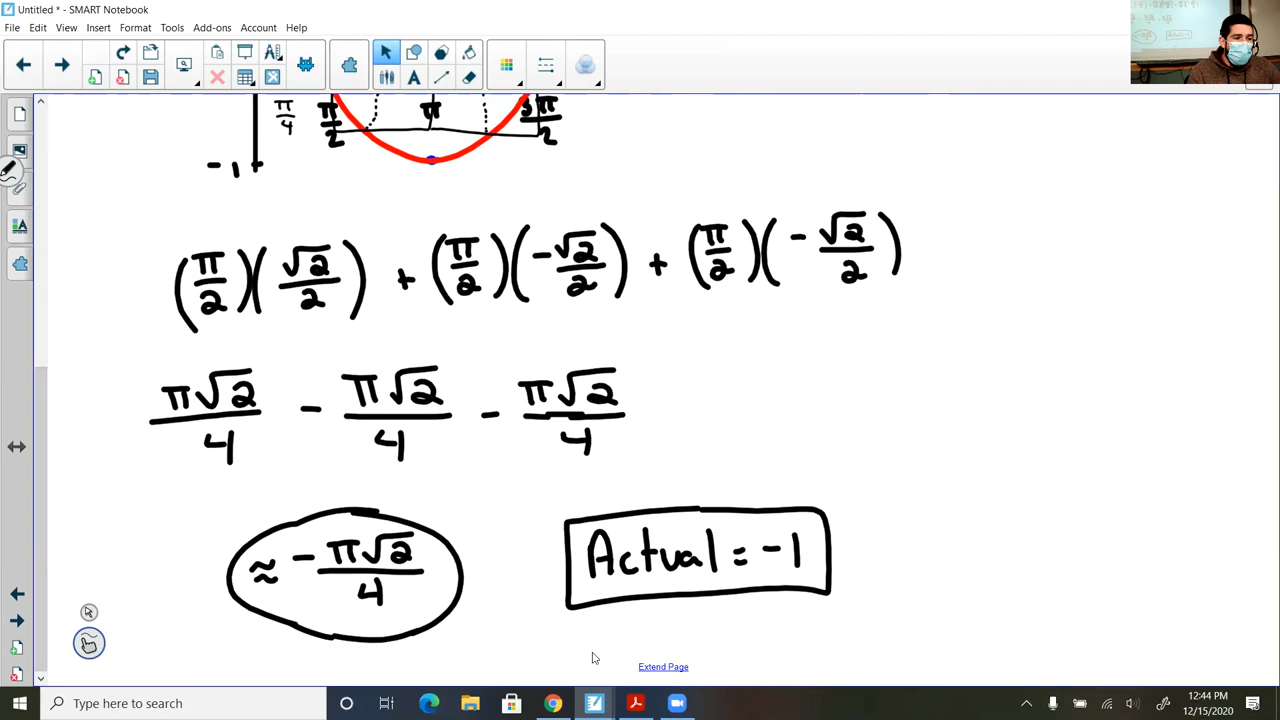 Untitled * - SMART Notebook
File Edit View Insert Format Tools Add-ons Account Help
π/4 π/2 π 3π/2
-1
(π/2)(√2/2) + (π/2)(-√2/2) + (π/2)(-√2/2)
π√2/4 - π√2/4 - π√2/4
≈ -π√2/4
Actual = -1
Extend Page
Type here to search
12:44 PM
12/15/2020